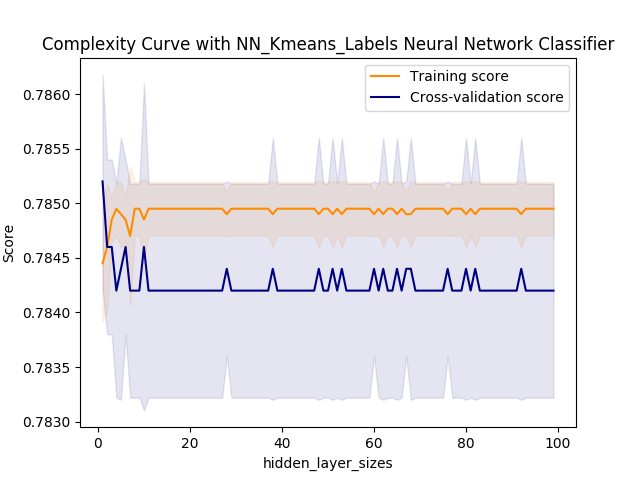 Complexity Curve with NN_Kmeans_Labels Neural Network Classifier
Training score
Cross-validation score
Score
0.7860
0.7855
0.7850
0.7845
0.7840
0.7835
0.7830
0 20 40 60 80 100
hidden_layer_sizes